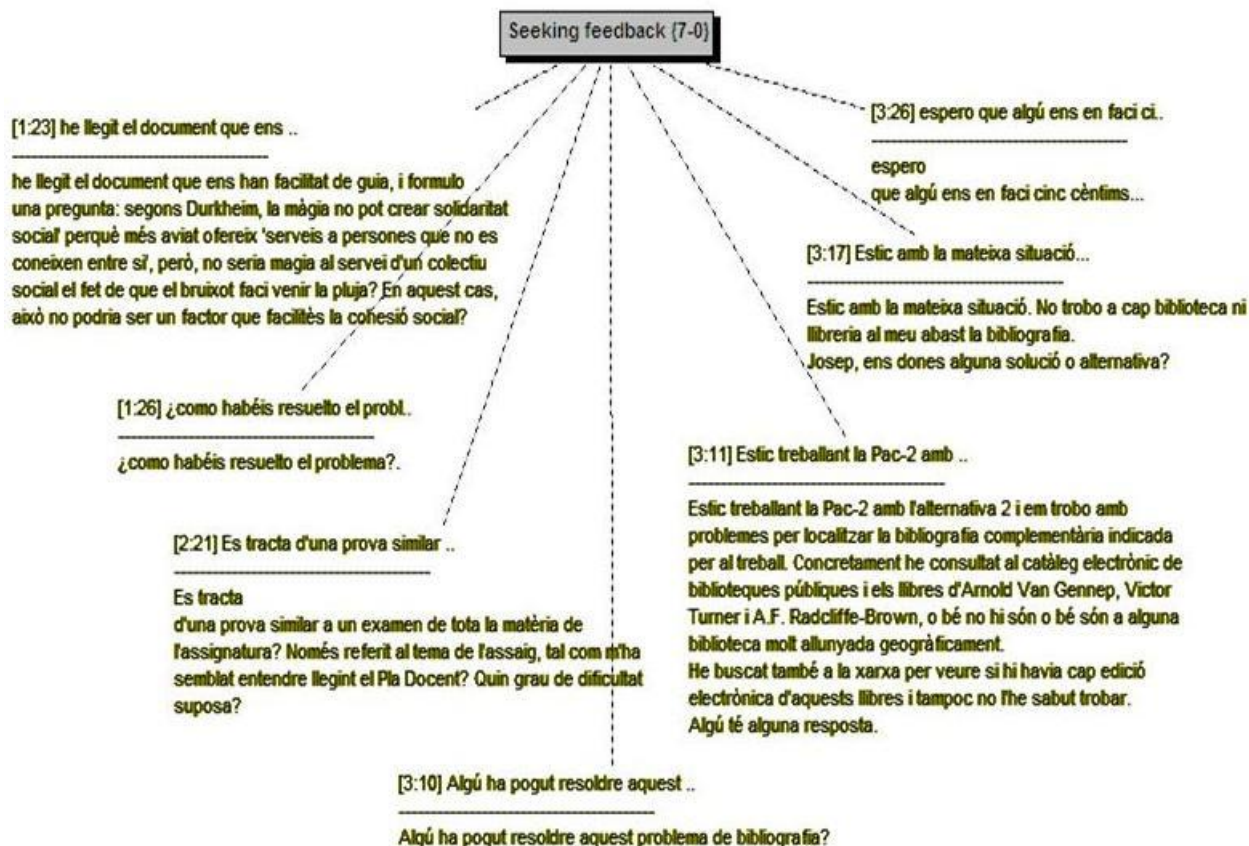 Seeking feedback {7-0}
[1:23] he llegit el document que ens ..
he llegit el document que ens han facilitat de guia, i formulo
una pregunta: segons Durkheim, la màgia no pot crear solidaritat
social' perquè més aviat ofereix 'serveis a persones que no es
coneixen entre si', però, no seria magia al servei d'un colectiu
social el fet de que el bruixot faci venir la pluja? En aquest cas,
això no podria ser un factor que facilitès la cohesió social?
[3:26] espero que algú ens en faci ci..
espero
que algú ens en faci cinc cèntims...
[3:17] Estic amb la mateixa situació...
Estic amb la mateixa situació. No trobo a cap biblioteca ni
llibreria al meu abast la bibliografia.
Josep, ens dones alguna solució o alternativa?
[1:26] ¿como habéis resuelto el probl..
¿como habéis resuelto el problema?.
[3:11] Estic treballant la Pac-2 amb ..
Estic treballant la Pac-2 amb l'alternativa 2 i em trobo amb
problemes per localitzar la bibliografia complementària indicada
per al treball. Concretament he consultat al catàleg electrònic de
biblioteques públiques i els llibres d'Arnold Van Gennep, Victor
Turner i A.F. Radcliffe-Brown, o bé no hi són o bé són a alguna
biblioteca molt allunyada geogràficament.
He buscat també a la xarxa per veure si hi havia cap edició
electrònica d'aquests llibres i tampoc no l'he sabut trobar.
Algú té alguna resposta.
[2:21] Es tracta d'una prova similar ..
Es tracta
d'una prova similar a un examen de tota la matèria de
l'assignatura? Només referit al tema de l'assaig, tal com m'ha
semblat entendre llegint el Pla Docent? Quin grau de dificultat
suposa?
[3:10] Algú ha pogut resoldre aquest ..
Algú ha pogut resoldre aquest problema de bibliografia?